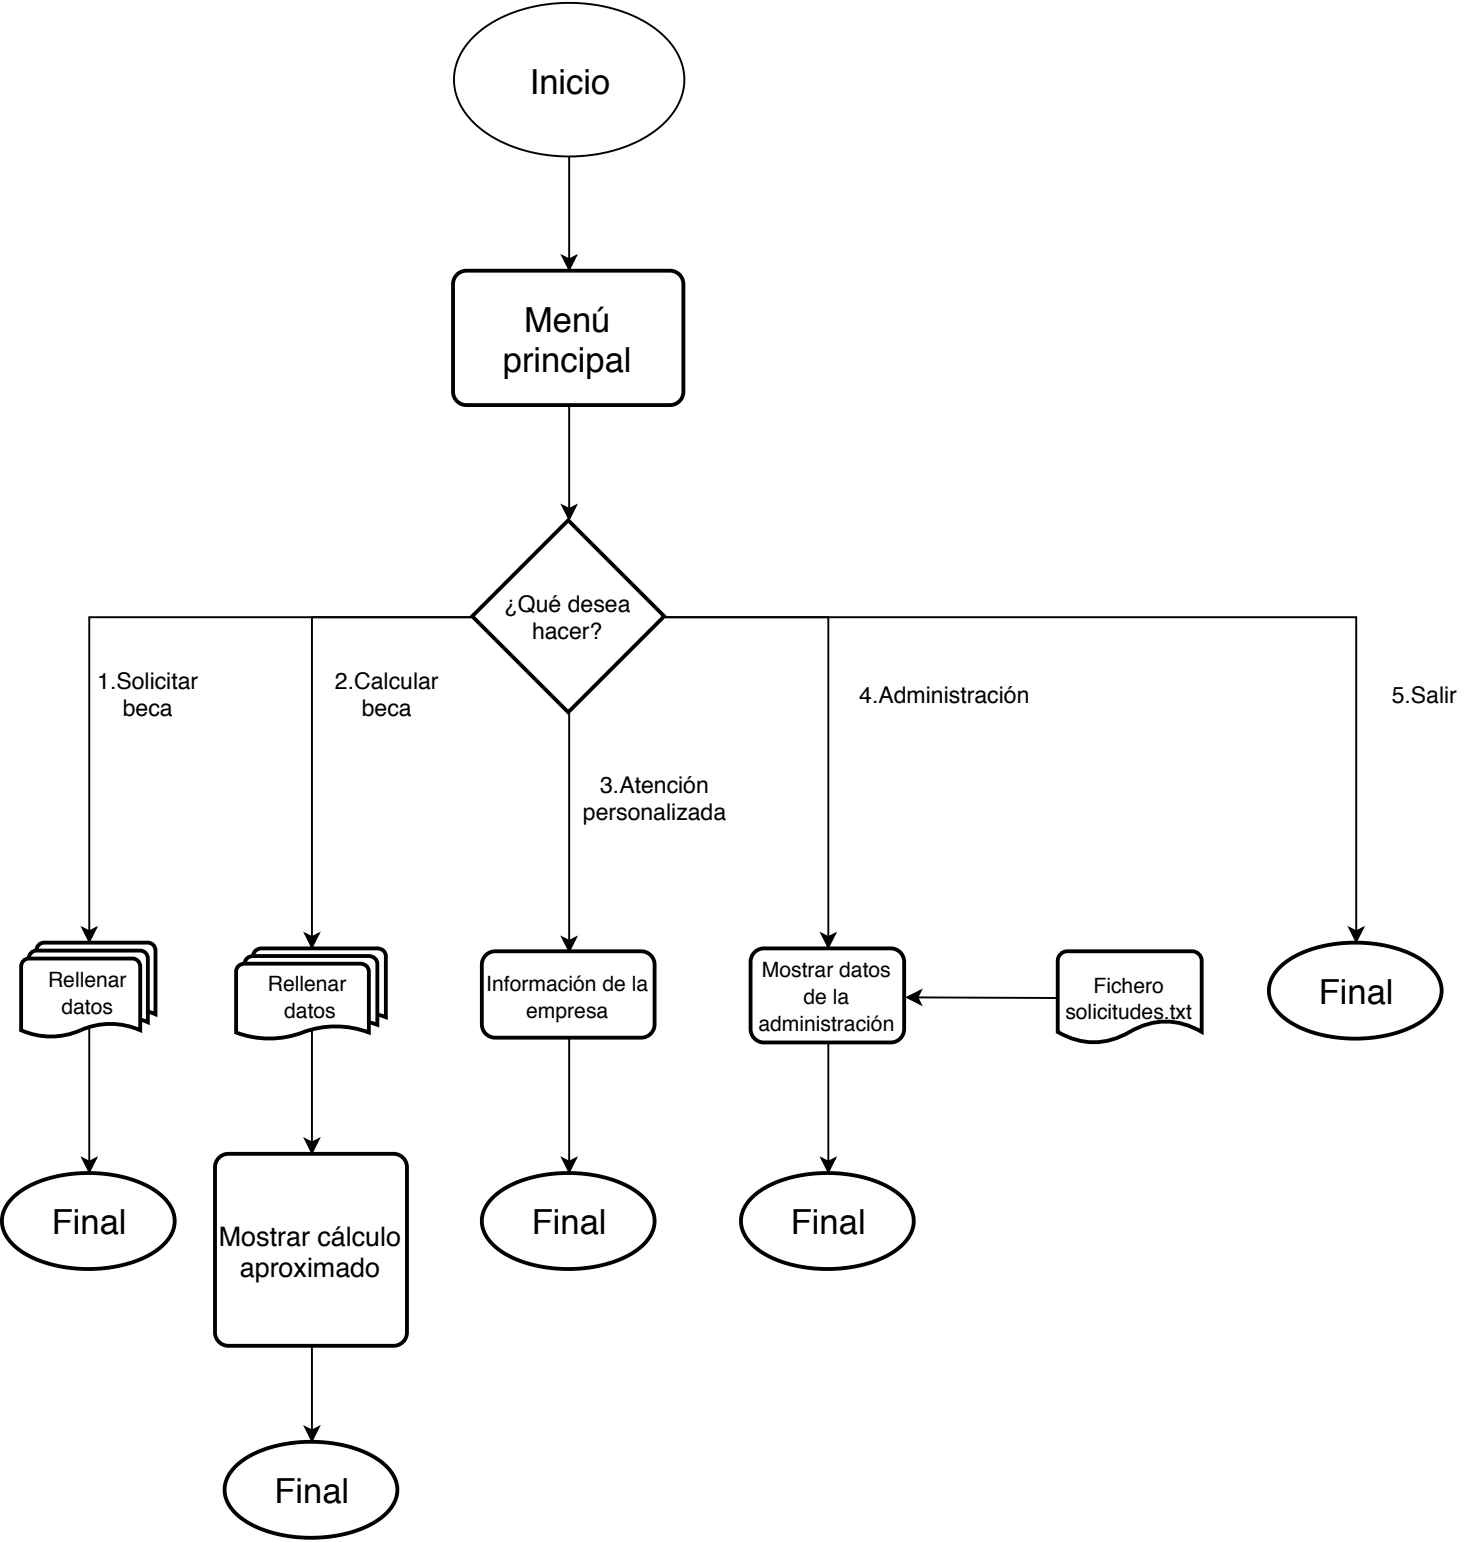 Inicio
Menú
principal
¿Qué desea
hacer?
1.Solicitar
beca
2.Calcular
beca
3.Atención
personalizada
4.Administración
5.Salir
Rellenar
datos
Rellenar
datos
Información de la
empresa
Mostrar datos
de la
administración
Fichero
solicitudes.txt
Final
Final
Mostrar cálculo
aproximado
Final
Final
Final